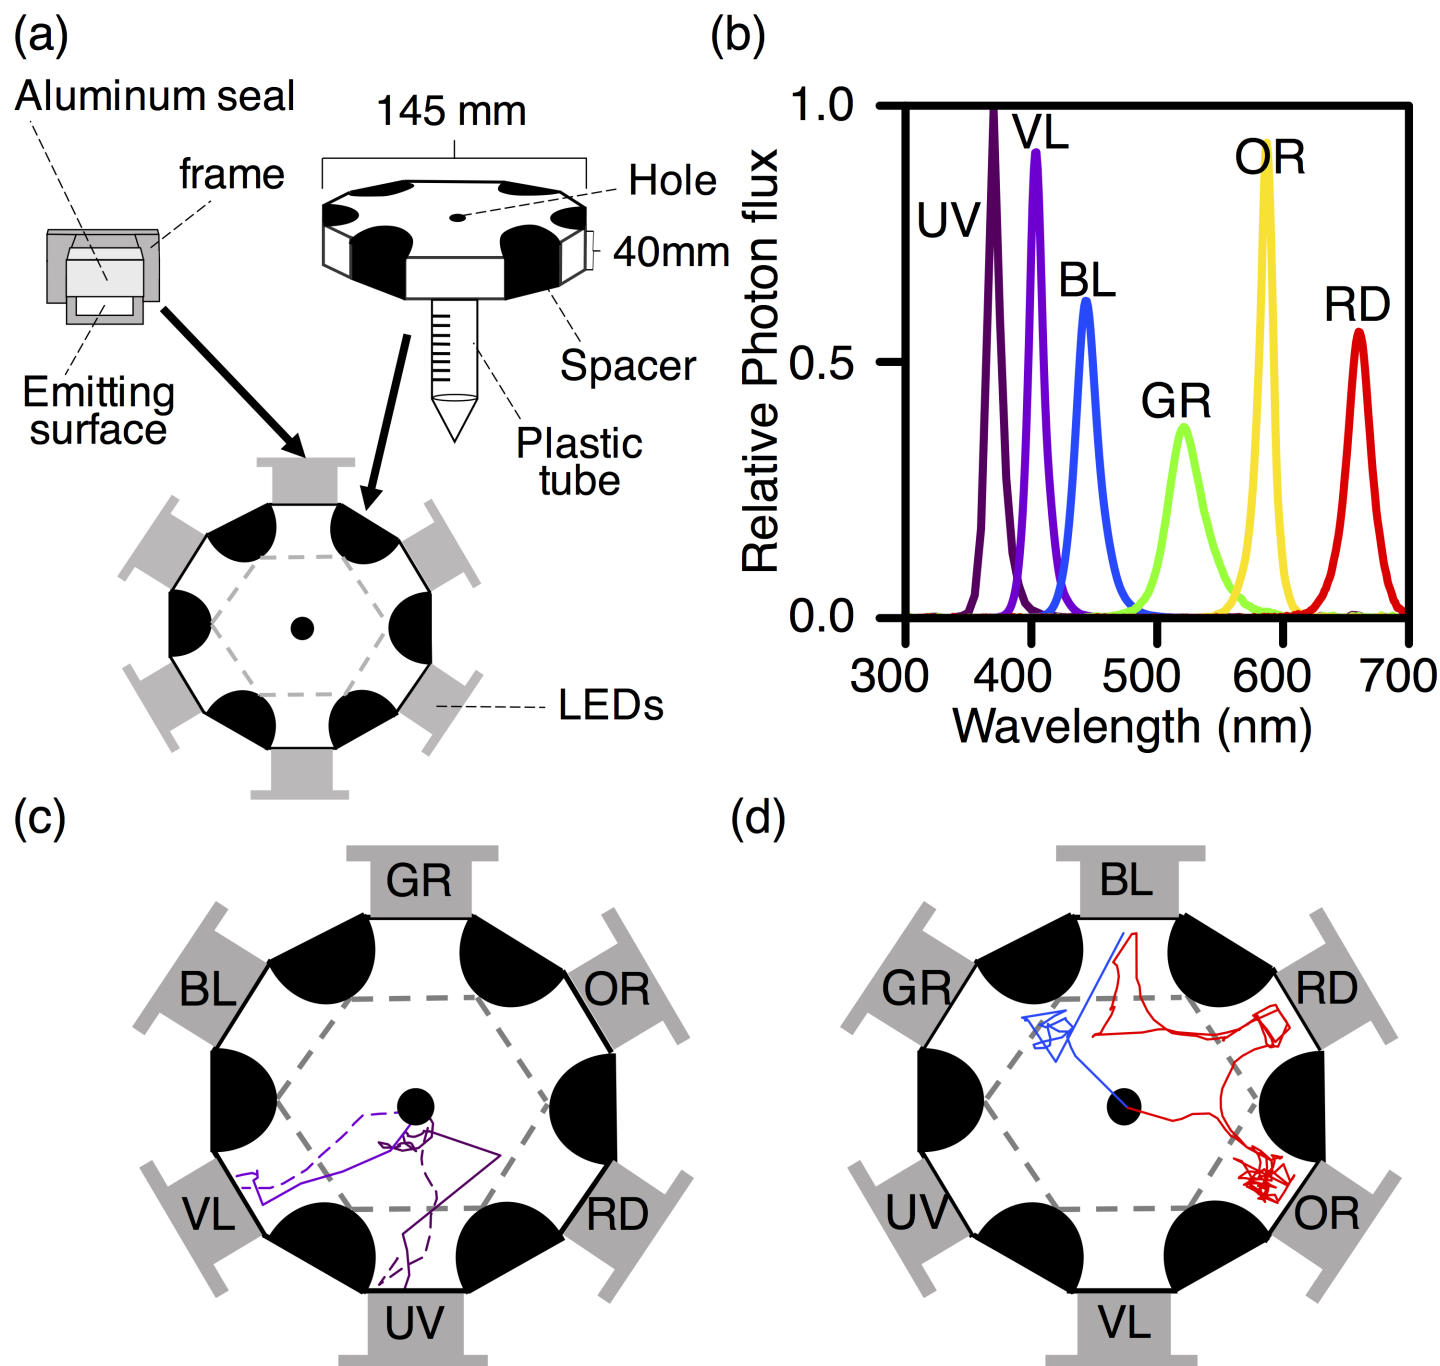 (a)
Aluminum seal
frame
145 mm
Hole
40mm
Spacer
Emitting
surface
Plastic
tube
LEDs
(b)
Relative Photon flux
1.0
0.5
0.0
UV
VL
BL
GR
OR
RD
300 400 500 600 700
Wavelength (nm)
(c)
GR
BL
OR
VL
RD
UV
(d)
BL
GR
RD
UV
OR
VL